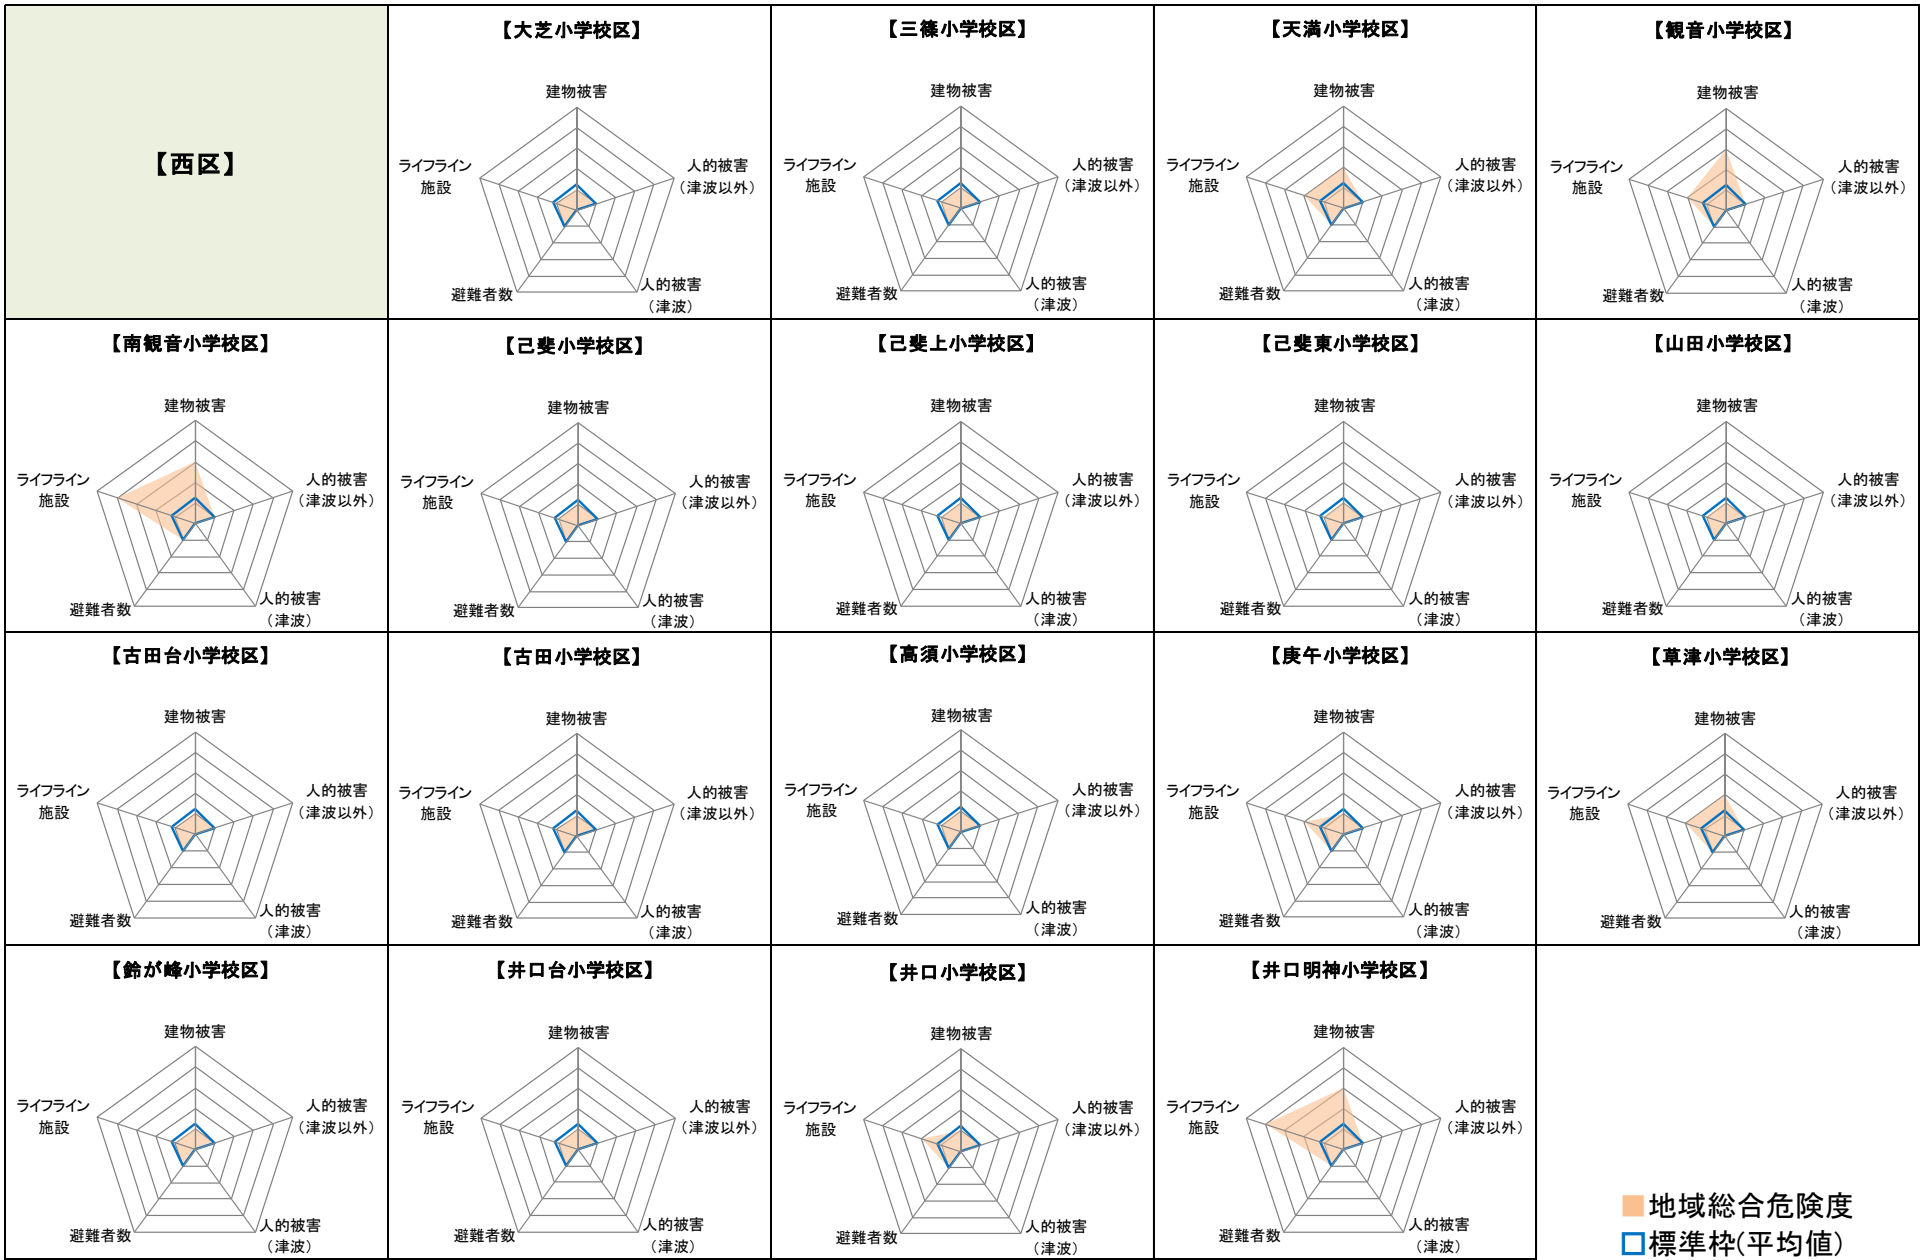 【西区】
【大芝小学校区】
建物被害
ライフライン
施設
人的被害
（津波以外）
避難者数
人的被害
（津波）
【三篠小学校区】
建物被害
ライフライン
施設
人的被害
（津波以外）
避難者数
人的被害
（津波）
【天満小学校区】
建物被害
ライフライン
施設
人的被害
（津波以外）
避難者数
人的被害
（津波）
【観音小学校区】
建物被害
ライフライン
施設
人的被害
（津波以外）
避難者数
人的被害
（津波）
【南観音小学校区】
建物被害
ライフライン
施設
人的被害
（津波以外）
避難者数
人的被害
（津波）
【己斐小学校区】
建物被害
ライフライン
施設
人的被害
（津波以外）
避難者数
人的被害
（津波）
【己斐上小学校区】
建物被害
ライフライン
施設
人的被害
（津波以外）
避難者数
人的被害
（津波）
【己斐東小学校区】
建物被害
ライフライン
施設
人的被害
（津波以外）
避難者数
人的被害
（津波）
【山田小学校区】
建物被害
ライフライン
施設
人的被害
（津波以外）
避難者数
人的被害
（津波）
【古田台小学校区】
建物被害
ライフライン
施設
人的被害
（津波以外）
避難者数
人的被害
（津波）
【古田小学校区】
建物被害
ライフライン
施設
人的被害
（津波以外）
避難者数
人的被害
（津波）
【高須小学校区】
建物被害
ライフライン
施設
人的被害
（津波以外）
避難者数
人的被害
（津波）
【庚午小学校区】
建物被害
ライフライン
施設
人的被害
（津波以外）
避難者数
人的被害
（津波）
【草津小学校区】
建物被害
ライフライン
施設
人的被害
（津波以外）
避難者数
人的被害
（津波）
【鈴が峰小学校区】
建物被害
ライフライン
施設
人的被害
（津波以外）
避難者数
人的被害
（津波）
【井口台小学校区】
建物被害
ライフライン
施設
人的被害
（津波以外）
避難者数
人的被害
（津波）
【井口小学校区】
建物被害
ライフライン
施設
人的被害
（津波以外）
避難者数
人的被害
（津波）
【井口明神小学校区】
建物被害
ライフライン
施設
人的被害
（津波以外）
避難者数
人的被害
（津波）
地域総合危険度
標準枠(平均値)